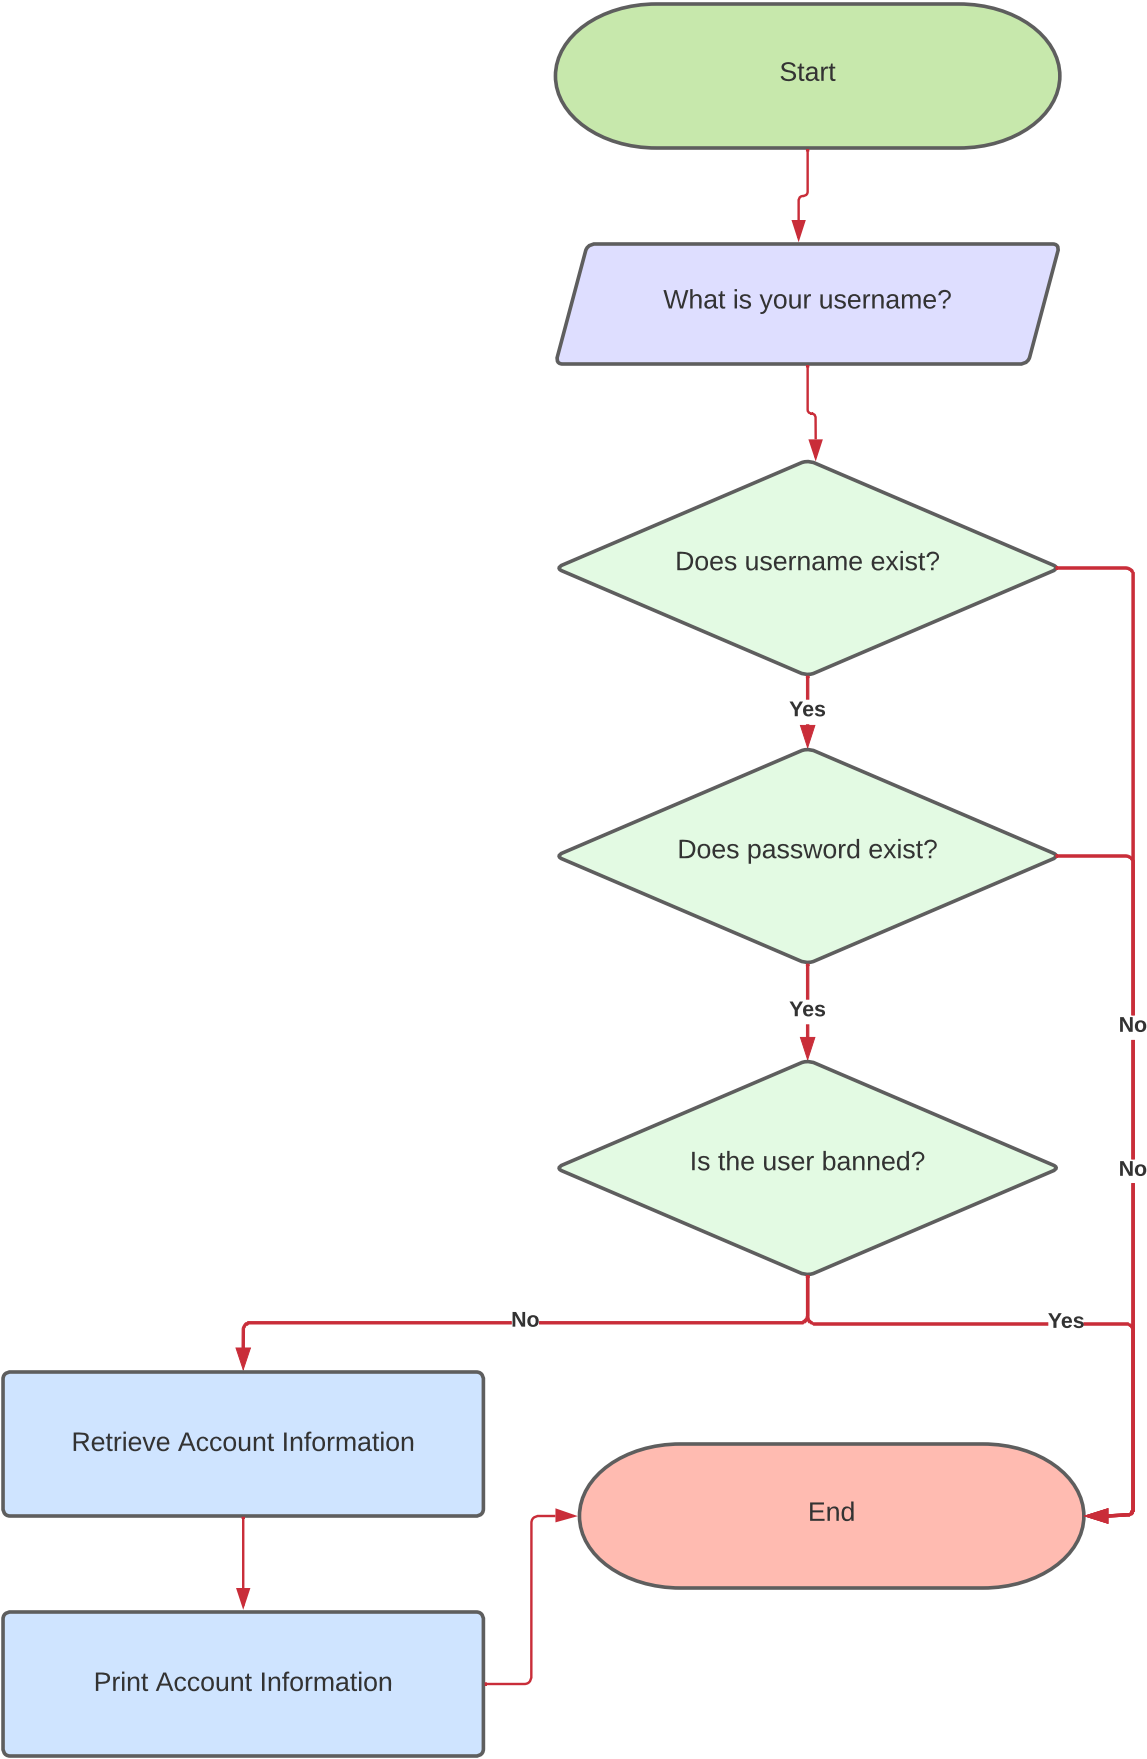 Start
What is your username?
Does username exist?
Yes
Does password exist?
Yes
No
Is the user banned?
No
No
Yes
Retrieve Account Information
End
Print Account Information